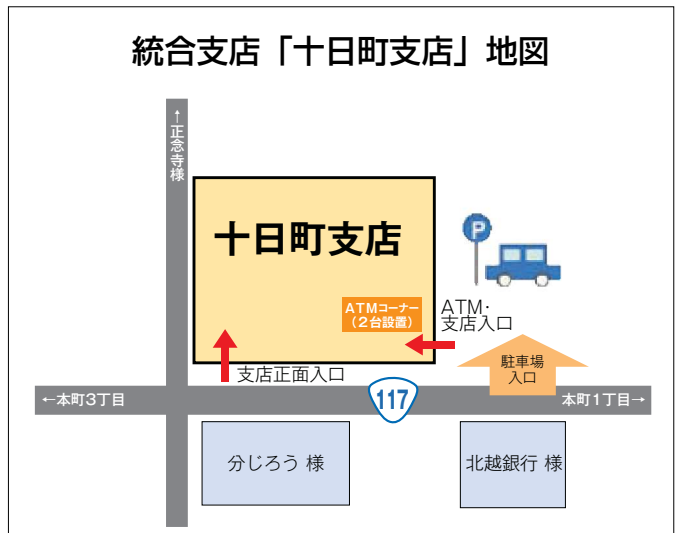 統合支店「十日町支店」地図
↑正念寺様
十日町支店
P
ATMコーナー
(2台設置)
ATM・
支店入口
駐車場
入口
支店正面入口
←本町3丁目
117
本町1丁目→
分じろう 様
北越銀行 様